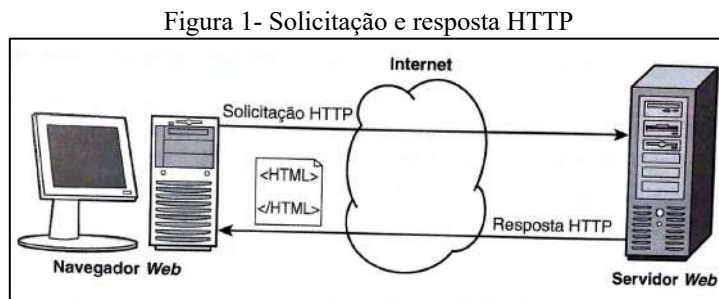 Figura 1- Solicitação e resposta HTTP
Internet
Solicitação HTTP
<HTML>
</HTML>
Resposta HTTP
Navegador Web
Servidor Web